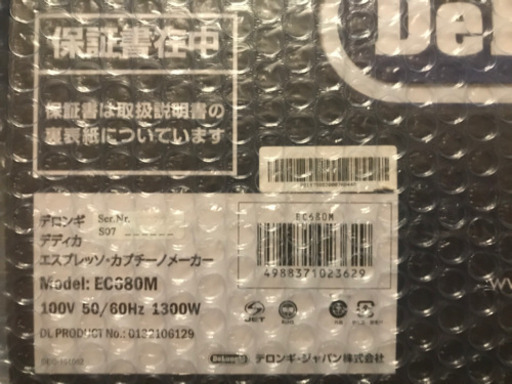 保証書在中
保証書は取扱説明書の
裏表紙についています
デロンギ Ser.Nr.
S07
デディカ
エスプレッソ・カプチーノメーカー
Model: EC680M
100V 50/60Hz 1300W
DL PRODUCT No.: 0132106129
EC680M
4988371023629
JET
DeLonghi デロンギ・ジャパン株式会社